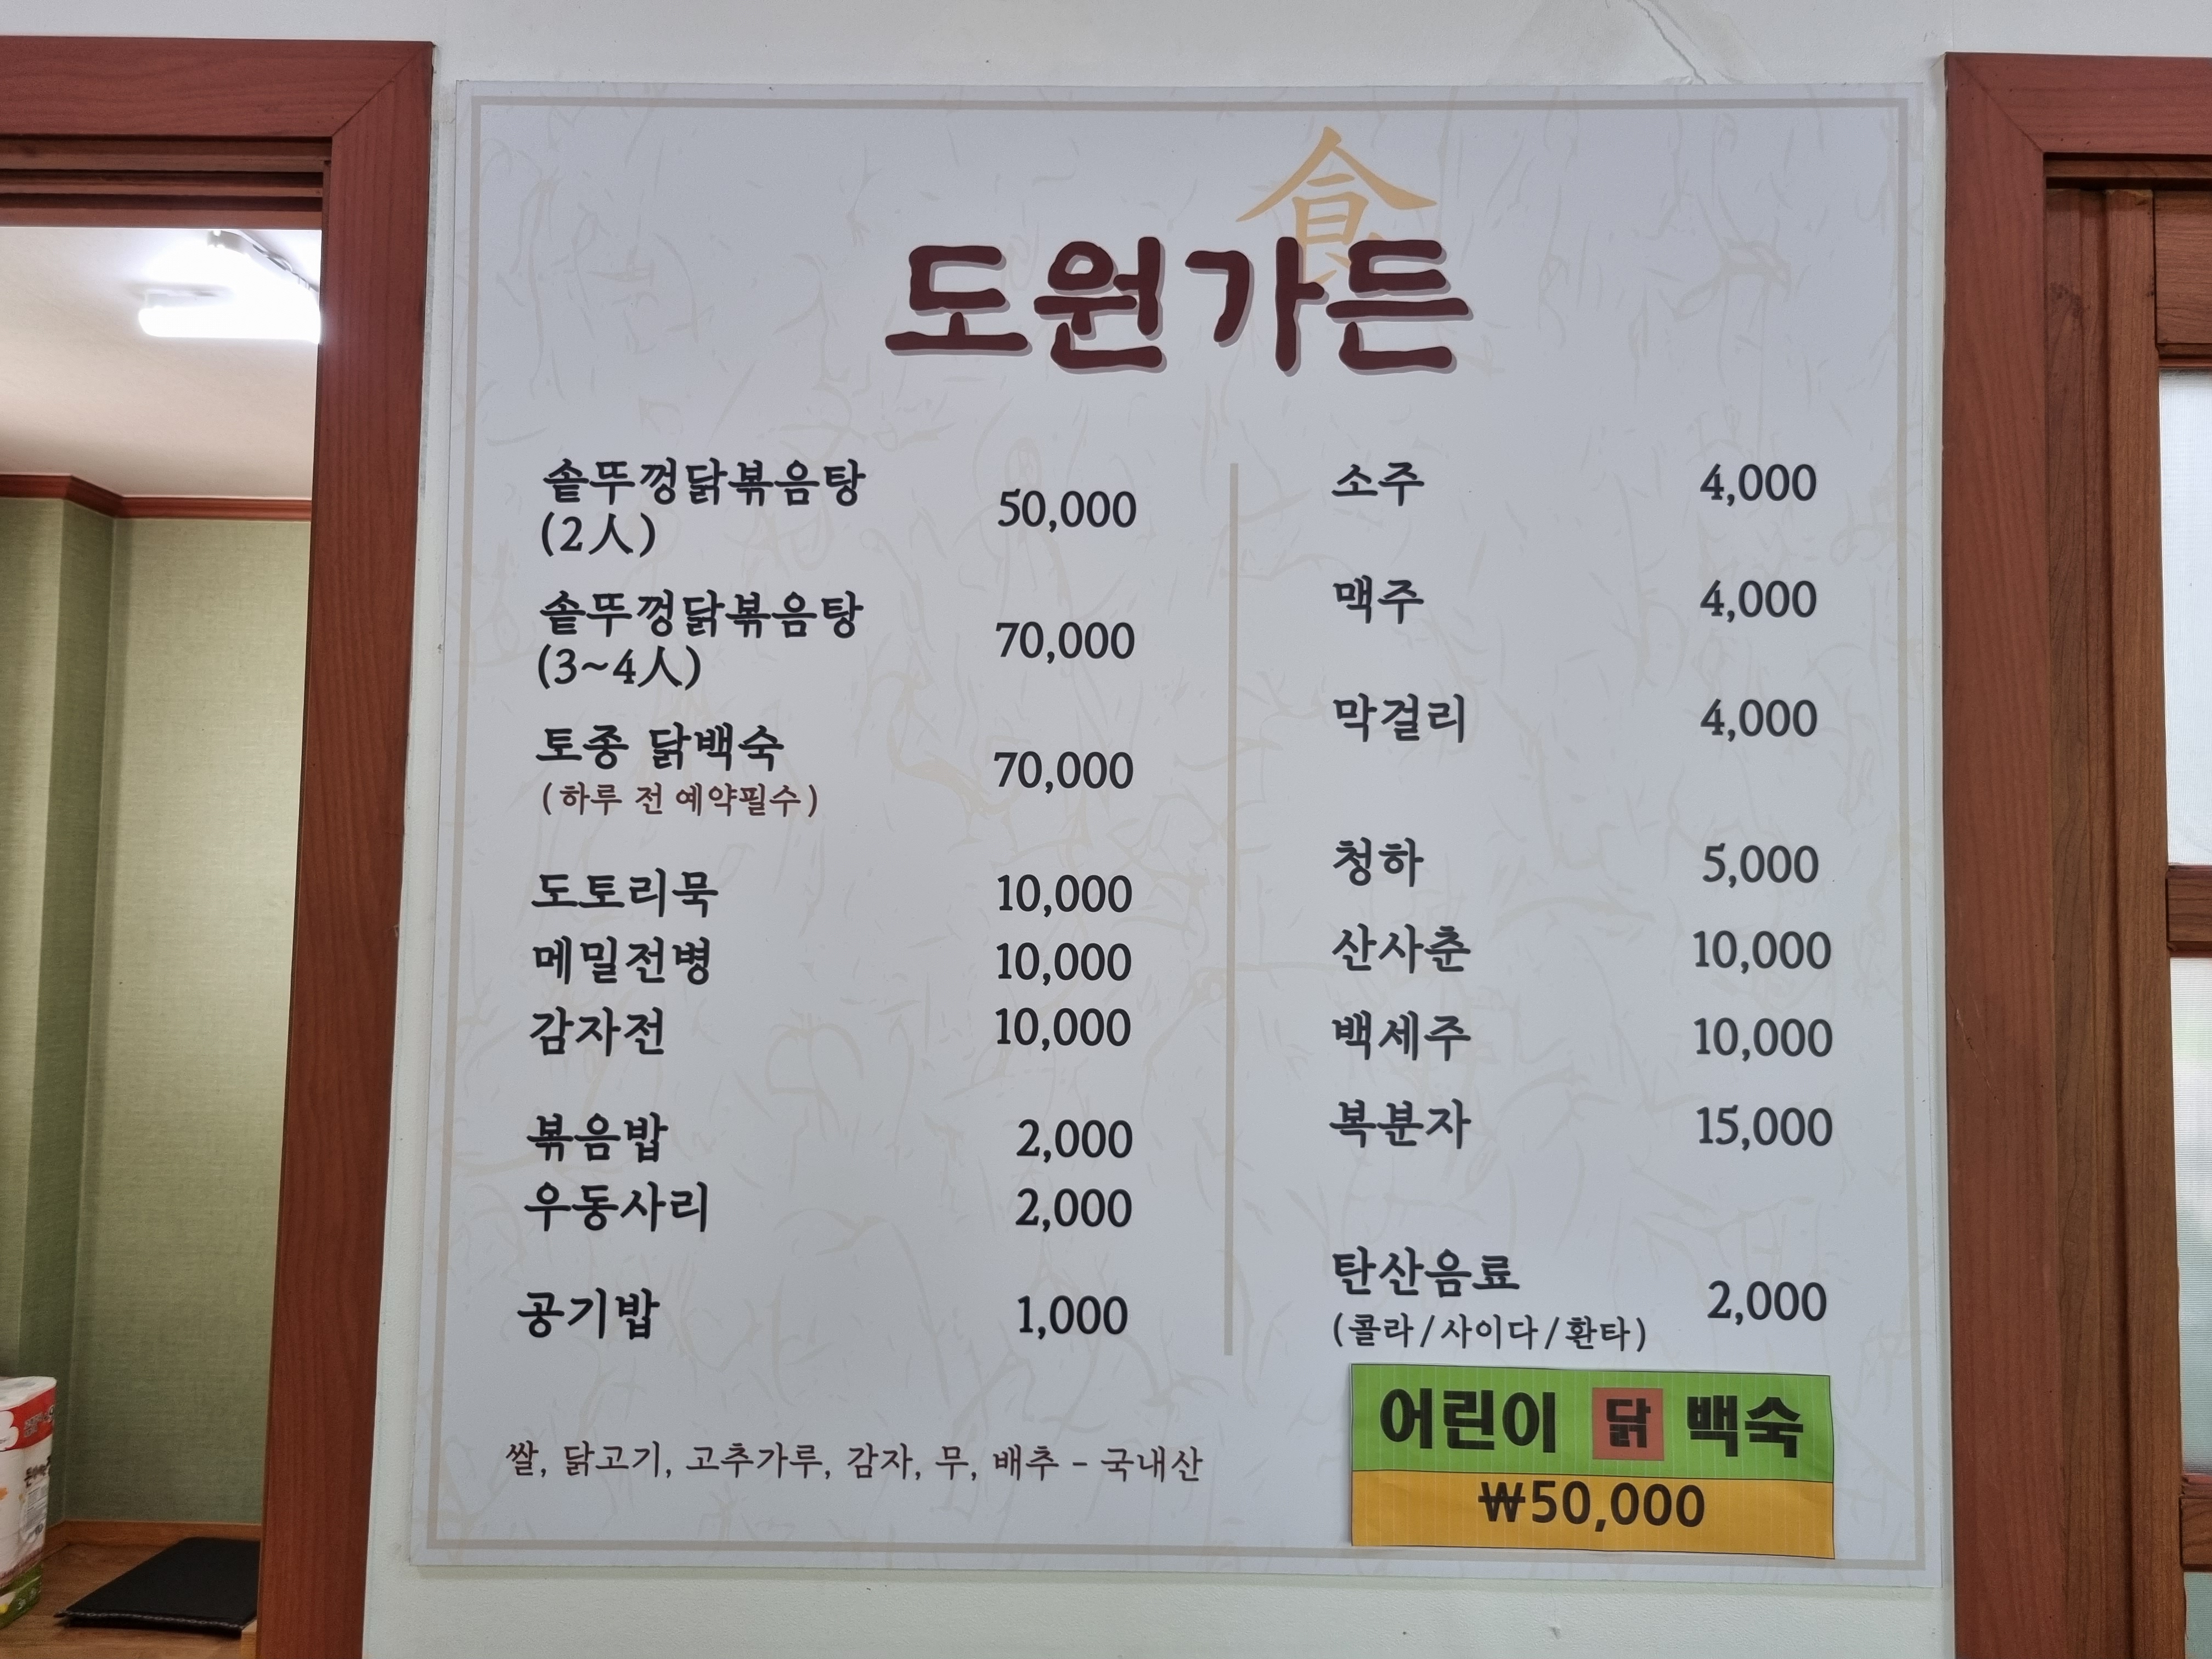 食
도원가든
솥뚜껑닭볶음탕
(2人) 50,000
솥뚜껑닭볶음탕
(3~4人) 70,000
토종 닭백숙 70,000
(하루 전 예약필수)
도토리묵 10,000
메밀전병 10,000
감자전 10,000
볶음밥 2,000
우동사리 2,000
공기밥 1,000
쌀, 닭고기, 고추가루, 감자, 무, 배추 - 국내산
소주 4,000
맥주 4,000
막걸리 4,000
청하 5,000
산사춘 10,000
백세주 10,000
복분자 15,000
탄산음료 2,000
(콜라/사이다/환타)
어린이 닭 백숙
₩50,000